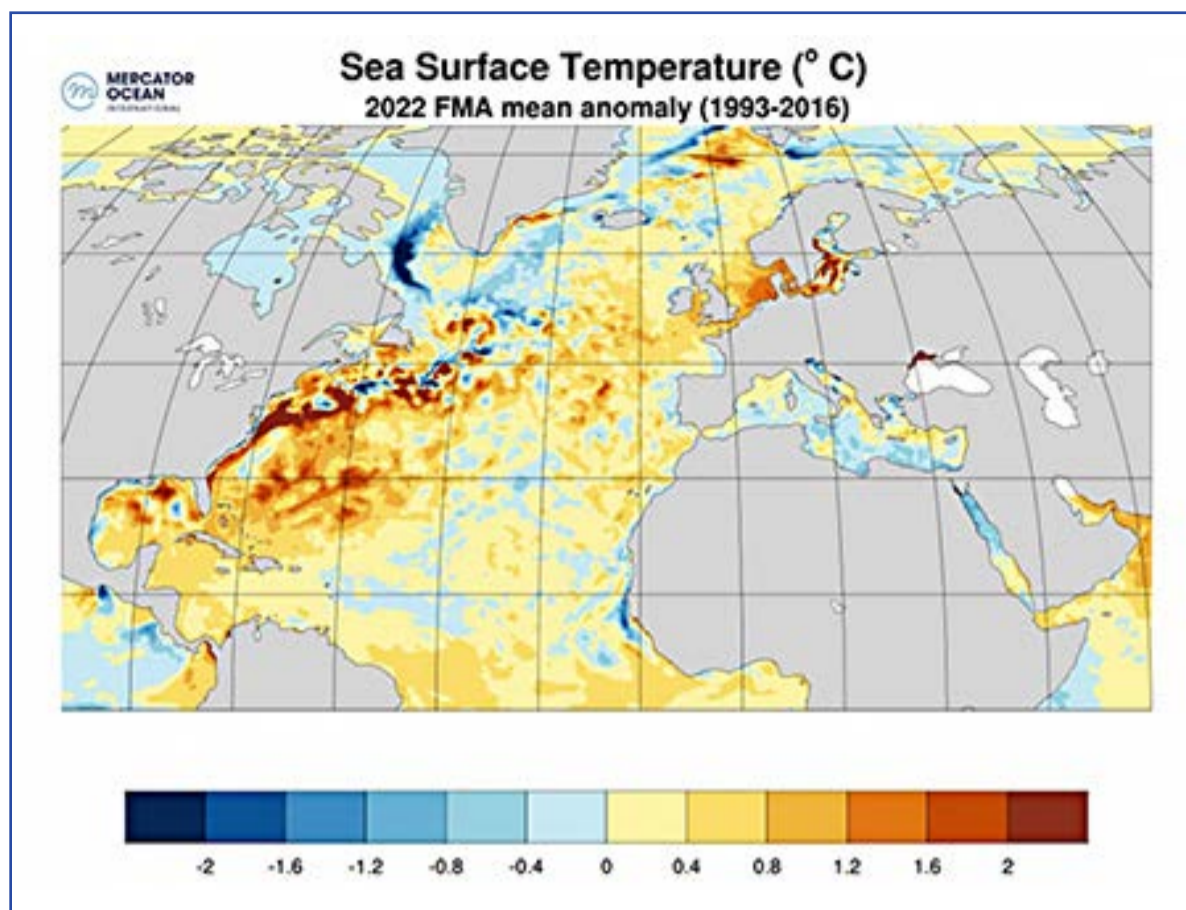 MERCATOR
OCEAN
INTERNATIONAL
Sea Surface Temperature (° C)
2022 FMA mean anomaly (1993-2016)
-2 -1.6 -1.2 -0.8 -0.4 0 0.4 0.8 1.2 1.6 2